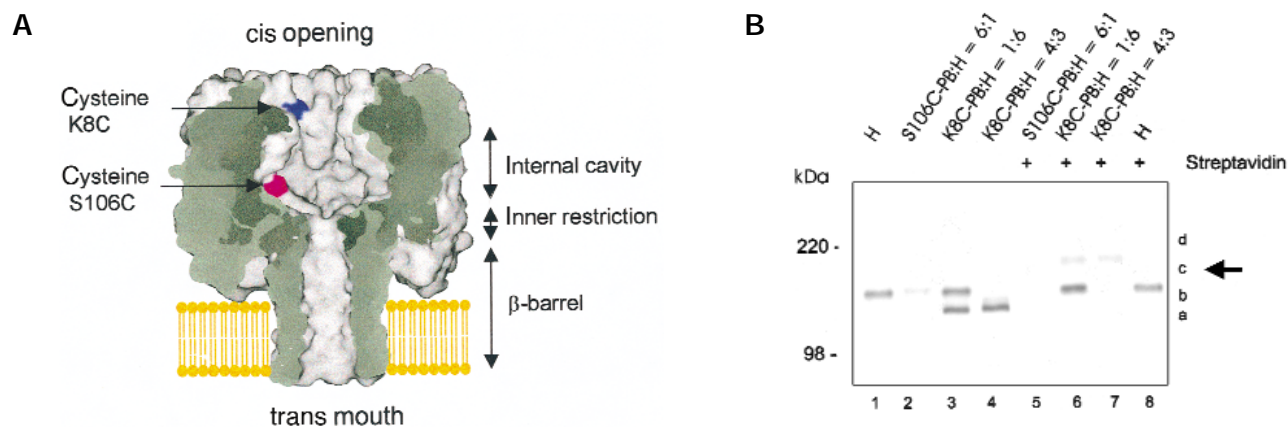 A
cis opening
Cysteine
K8C
Cysteine
S106C
Internal cavity
Inner restriction
β-barrel
trans mouth
B
H
S106C-PB:H = 6:1
K8C-PB:H = 1:6
K8C-PB:H = 4:3
S106C-PB:H = 6:1
K8C-PB:H = 1:6
K8C-PB:H = 4:3
H
+ + + + Streptavidin
kDa
220 -
98 -
d
c
b
a
1 2 3 4 5 6 7 8